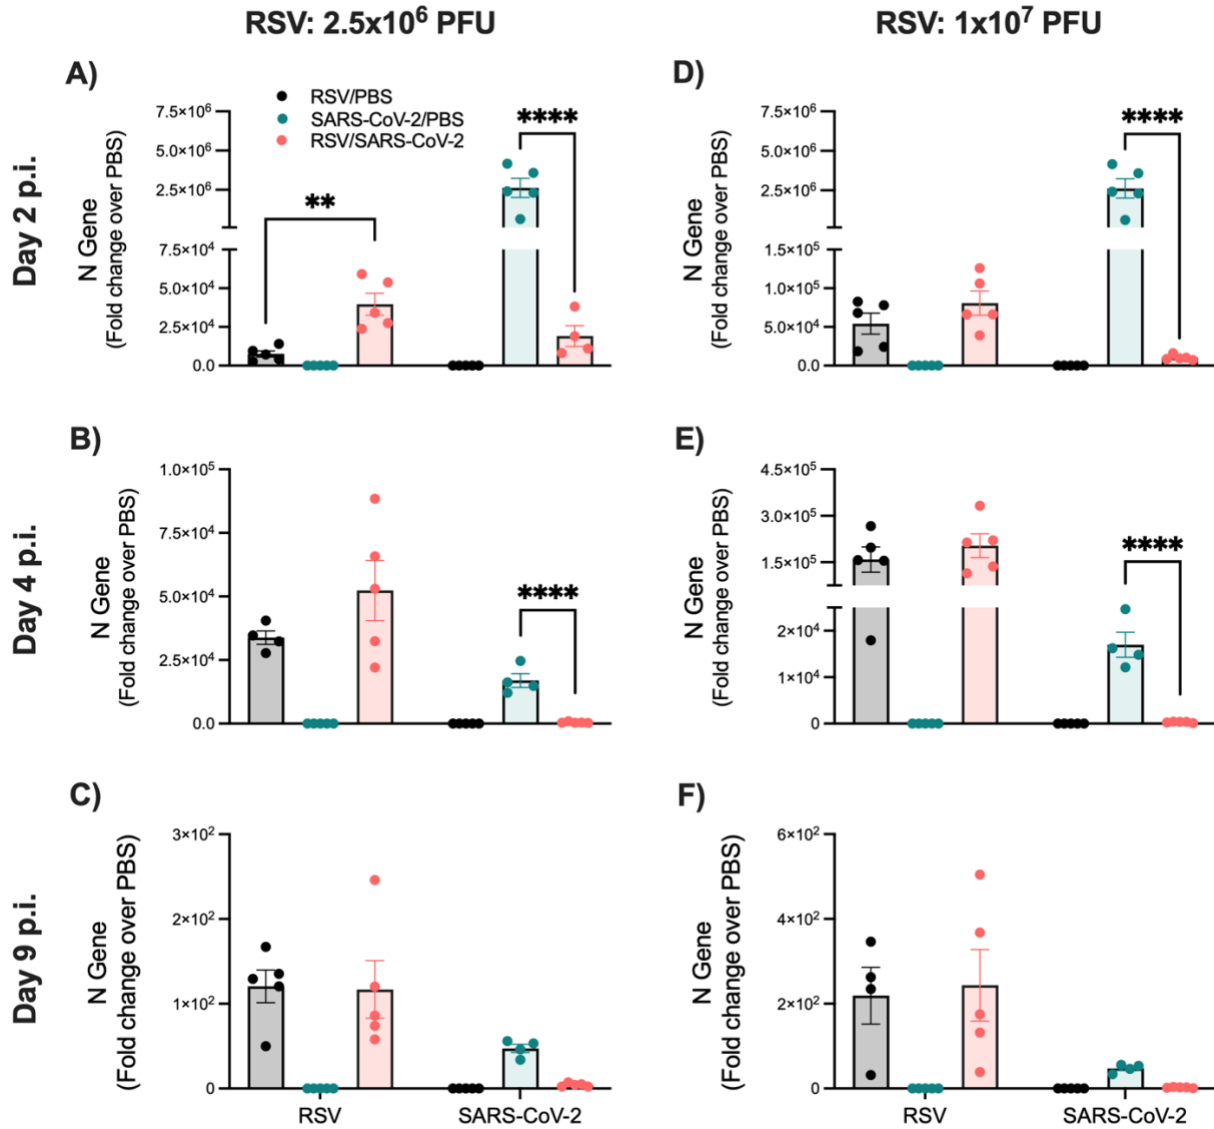 RSV: 2.5x10⁶ PFU
RSV: 1x10⁷ PFU
Day 2 p.i.
A)
N Gene
(Fold change over PBS)
7.5×10⁶
5.0×10⁶
2.5×10⁶
7.5×10⁴
5.0×10⁴
2.5×10⁴
0.0
RSV/PBS
SARS-CoV-2/PBS
RSV/SARS-CoV-2
**
****
D)
N Gene
(Fold change over PBS)
7.5×10⁶
5.0×10⁶
2.5×10⁶
1.5×10⁵
1.0×10⁵
5.0×10⁴
0.0
****
Day 4 p.i.
B)
N Gene
(Fold change over PBS)
1.0×10⁵
7.5×10⁴
5.0×10⁴
2.5×10⁴
0.0
****
E)
N Gene
(Fold change over PBS)
4.5×10⁵
3.0×10⁵
1.5×10⁵
2×10⁴
1×10⁴
0
****
Day 9 p.i.
C)
N Gene
(Fold change over PBS)
3×10²
2×10²
1×10²
0
RSV
SARS-CoV-2
F)
N Gene
(Fold change over PBS)
6×10²
4×10²
2×10²
0
RSV
SARS-CoV-2